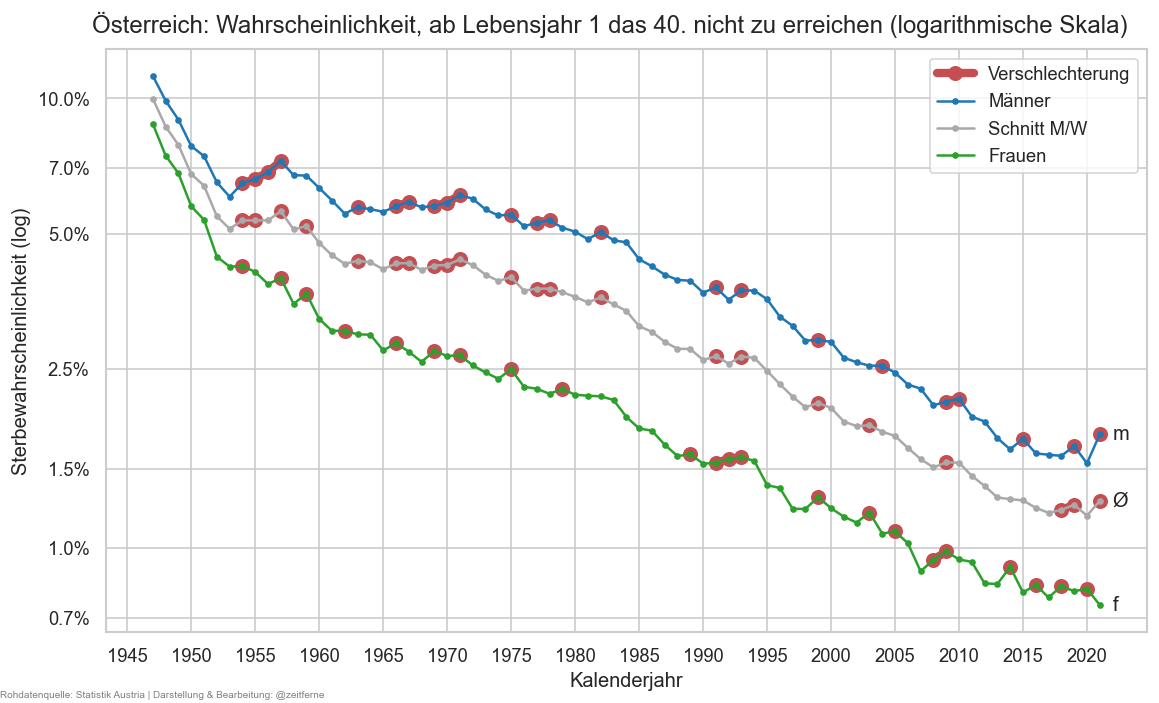 Österreich: Wahrscheinlichkeit, ab Lebensjahr 1 das 40. nicht zu erreichen (logarithmische Skala)
Verschlechterung
Männer
Schnitt M/W
Frauen
Sterbewahrscheinlichkeit (log)
10.0%
7.0%
5.0%
2.5%
1.5%
1.0%
0.7%
m
Ø
f
1945 1950 1955 1960 1965 1970 1975 1980 1985 1990 1995 2000 2005 2010 2015 2020
Kalenderjahr
Rohdatenquelle: Statistik Austria | Darstellung & Bearbeitung: @zeitferne